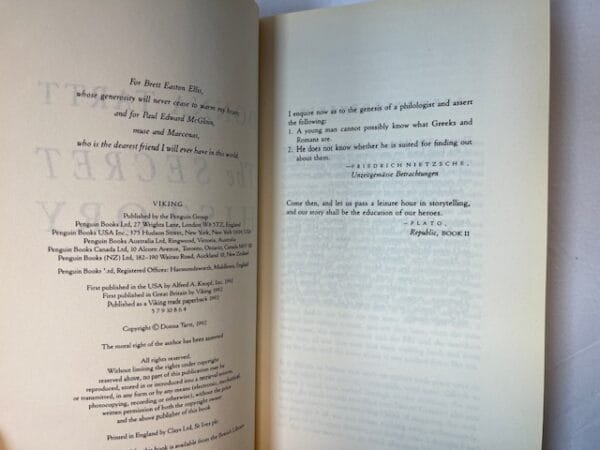 For Brett Easton Ellis,
whose generosity will never cease to warm my heart;
and for Paul Edward McGloin,
muse and Maecenas,
who is the dearest friend I will ever have in this world.
VIKING
Published by the Penguin Group
Penguin Books Ltd, 27 Wrights Lane, London W8 5TZ, England
Penguin Books USA Inc., 375 Hudson Street, New York, New York 10014, USA
Penguin Books Australia Ltd, Ringwood, Victoria, Australia
Penguin Books Canada Ltd, 10 Alcorn Avenue, Toronto, Ontario, Canada
Penguin Books (NZ) Ltd, 182–190 Wairau Road, Auckland 10, New Zealand
Penguin Books Ltd, Registered Offices: Harmondsworth, Middlesex, England
First published in the USA by Alfred A. Knopf, Inc. 1992
First published in Great Britain by Viking 1992
Published as a Viking trade paperback 1992
5 7 9 10 8 6 4
Copyright © Donna Tartt, 1992
The moral right of the author has been asserted
All rights reserved.
Without limiting the rights under copyright
reserved above, no part of this publication may be
reproduced, stored in or introduced into a retrieval system,
or transmitted, in any form or by any means (electronic, mechanical,
photocopying, recording or otherwise), without the prior
written permission of both the copyright owner
and the above publisher of this book
Printed in England by Clays Ltd, St Ives plc
for this book is available from the British Library
I enquire now as to the genesis of a philologist and assert
the following:
1. A young man cannot possibly know what Greeks and
Romans are.
2. He does not know whether he is suited for finding out
about them.
—FRIEDRICH NIETZSCHE,
Unzeitgemässe Betrachtungen
Come then, and let us pass a leisure hour in storytelling,
and our story shall be the education of our heroes.
—PLATO,
Republic, BOOK II